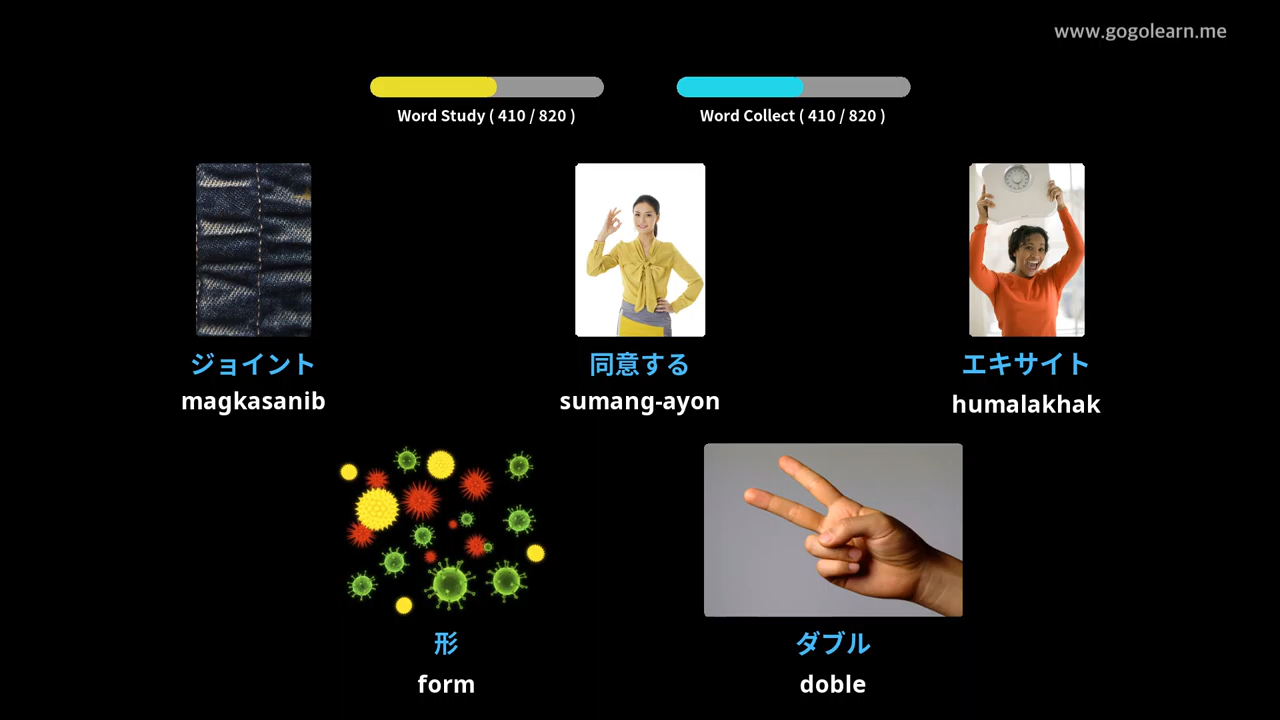 www.gogolearn.me
Word Study ( 410 / 820 )
Word Collect ( 410 / 820 )
ジョイント
magkasanib
同意する
sumang-ayon
エキサイト
humalakhak
形
form
ダブル
doble